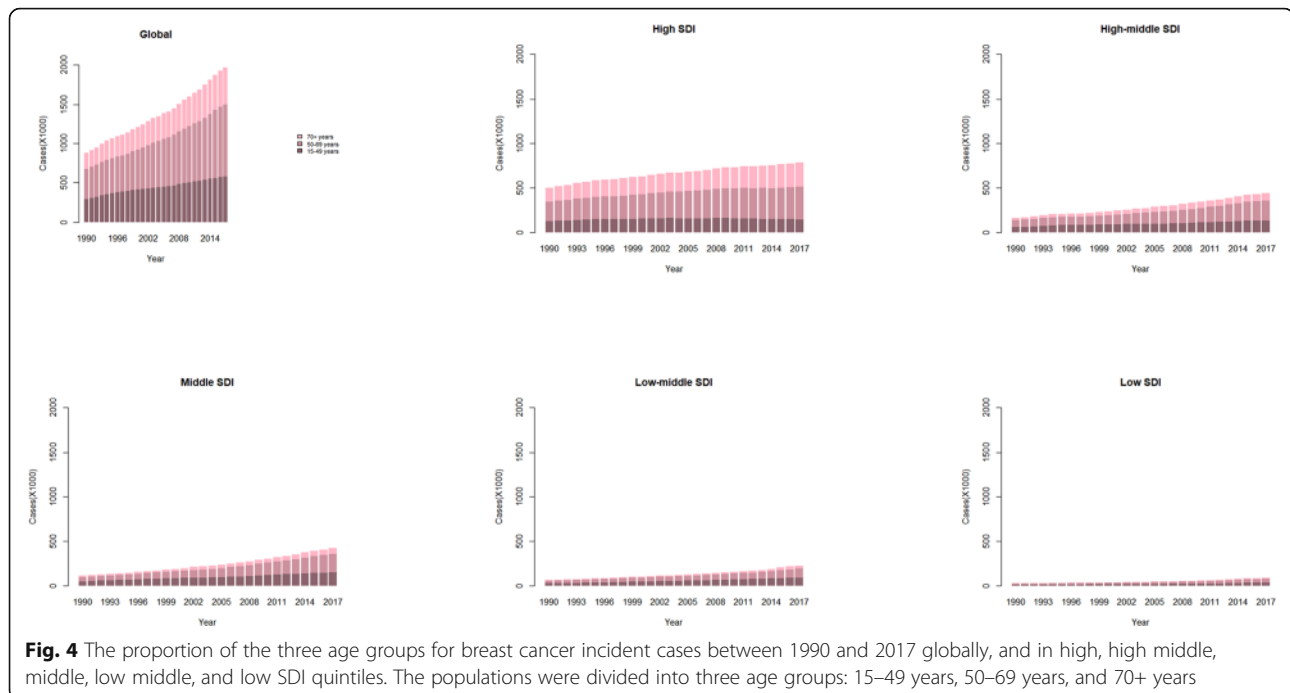 Global
High SDI
High-middle SDI
Cases(X1000)
0
500
1000
1500
2000
1990 1996 2002 2008 2014
Year
70+ years
50-69 years
15-49 years
Cases(X1000)
0
500
1000
1500
2000
1990 1993 1996 1999 2002 2005 2008 2011 2014 2017
Year
Cases(X1000)
0
500
1000
1500
2000
1990 1993 1996 1999 2002 2005 2008 2011 2014 2017
Year
Middle SDI
Low-middle SDI
Low SDI
Cases(X1000)
0
500
1000
1500
2000
1990 1993 1996 1999 2002 2005 2008 2011 2014 2017
Year
Cases(X1000)
0
500
1000
1500
2000
1990 1993 1996 1999 2002 2005 2008 2011 2014 2017
Year
Cases(X1000)
0
500
1000
1500
2000
1990 1993 1996 1999 2002 2005 2008 2011 2014 2017
Year
Fig. 4 The proportion of the three age groups for breast cancer incident cases between 1990 and 2017 globally, and in high, high middle,
middle, low middle, and low SDI quintiles. The populations were divided into three age groups: 15–49 years, 50–69 years, and 70+ years